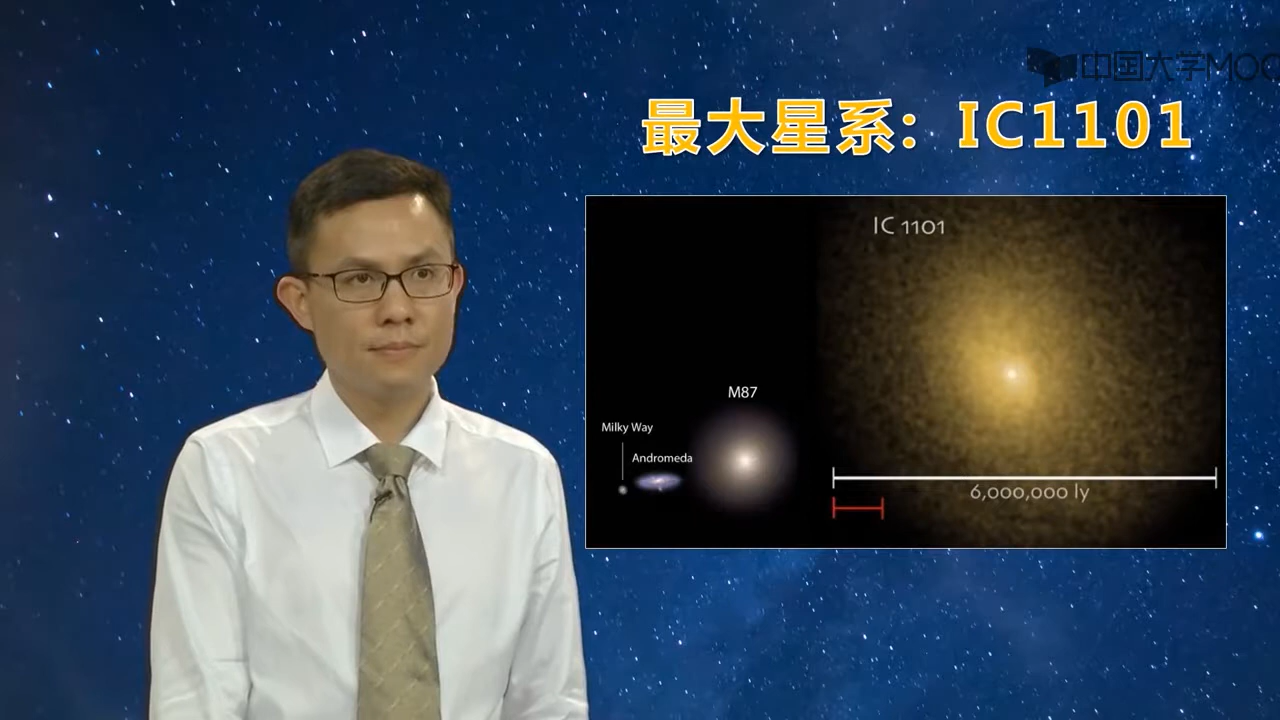 中国大学MOO
最大星系：IC1101
IC 1101
M87
Milky Way
Andromeda
6,000,000 ly